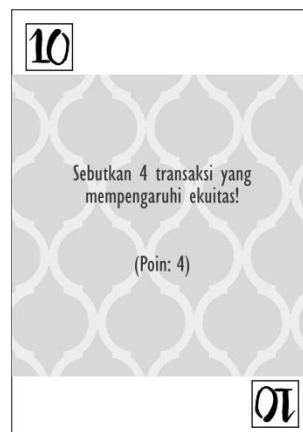 10
Sebutkan 4 transaksi yang
mempengaruhi ekuitas!
(Poin: 4)
10